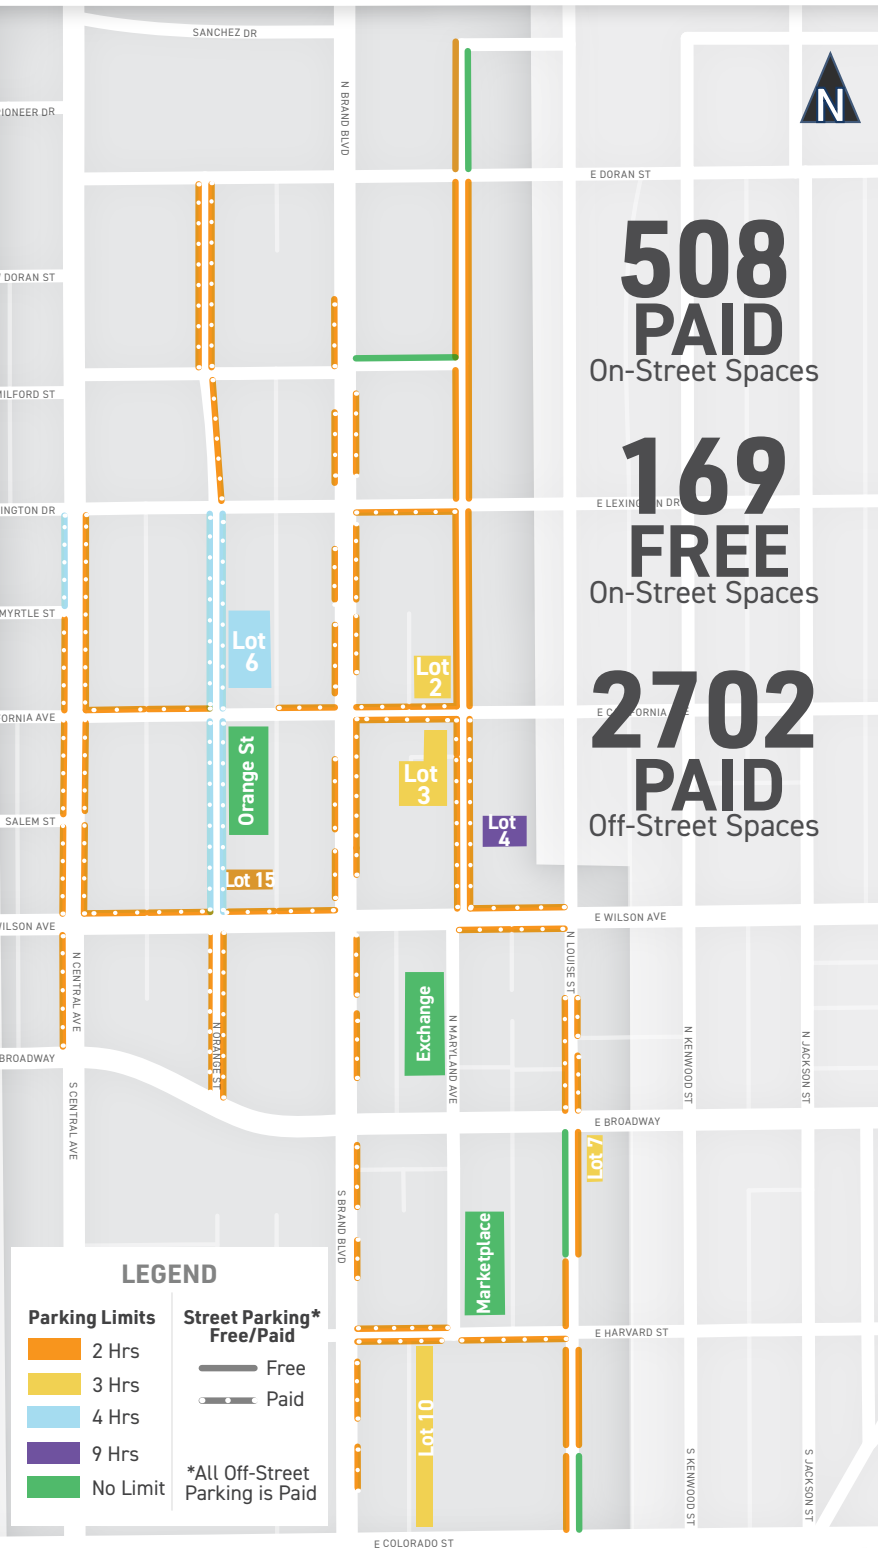 SANCHEZ DR
N BRAND BLVD
IONEER DR
N
E DORAN ST
DORAN ST
508
PAID
On-Street Spaces
MILFORD ST
169
FREE
On-Street Spaces
INGTON DR
E LEXINGTON DR
MYRTLE ST
Lot
6
Lot
2
2702
PAID
Off-Street Spaces
FORNIA AVE
E CALIFORNIA AVE
Orange St
Lot
3
SALEM ST
Lot
4
Lot 15
WILSON AVE
E WILSON AVE
N CENTRAL AVE
N LOUISE ST
Exchange
N ORANGE ST
N MARYLAND AVE
N KENWOOD ST
N JACKSON ST
BROADWAY
S CENTRAL AVE
E BROADWAY
Lot 7
S BRAND BLVD
Marketplace
E HARVARD ST
Lot 10
S KENWOOD ST
S JACKSON ST
E COLORADO ST
LEGEND
Parking Limits
2 Hrs
3 Hrs
4 Hrs
9 Hrs
No Limit
Street Parking*
Free/Paid
Free
Paid
*All Off-Street
Parking is Paid